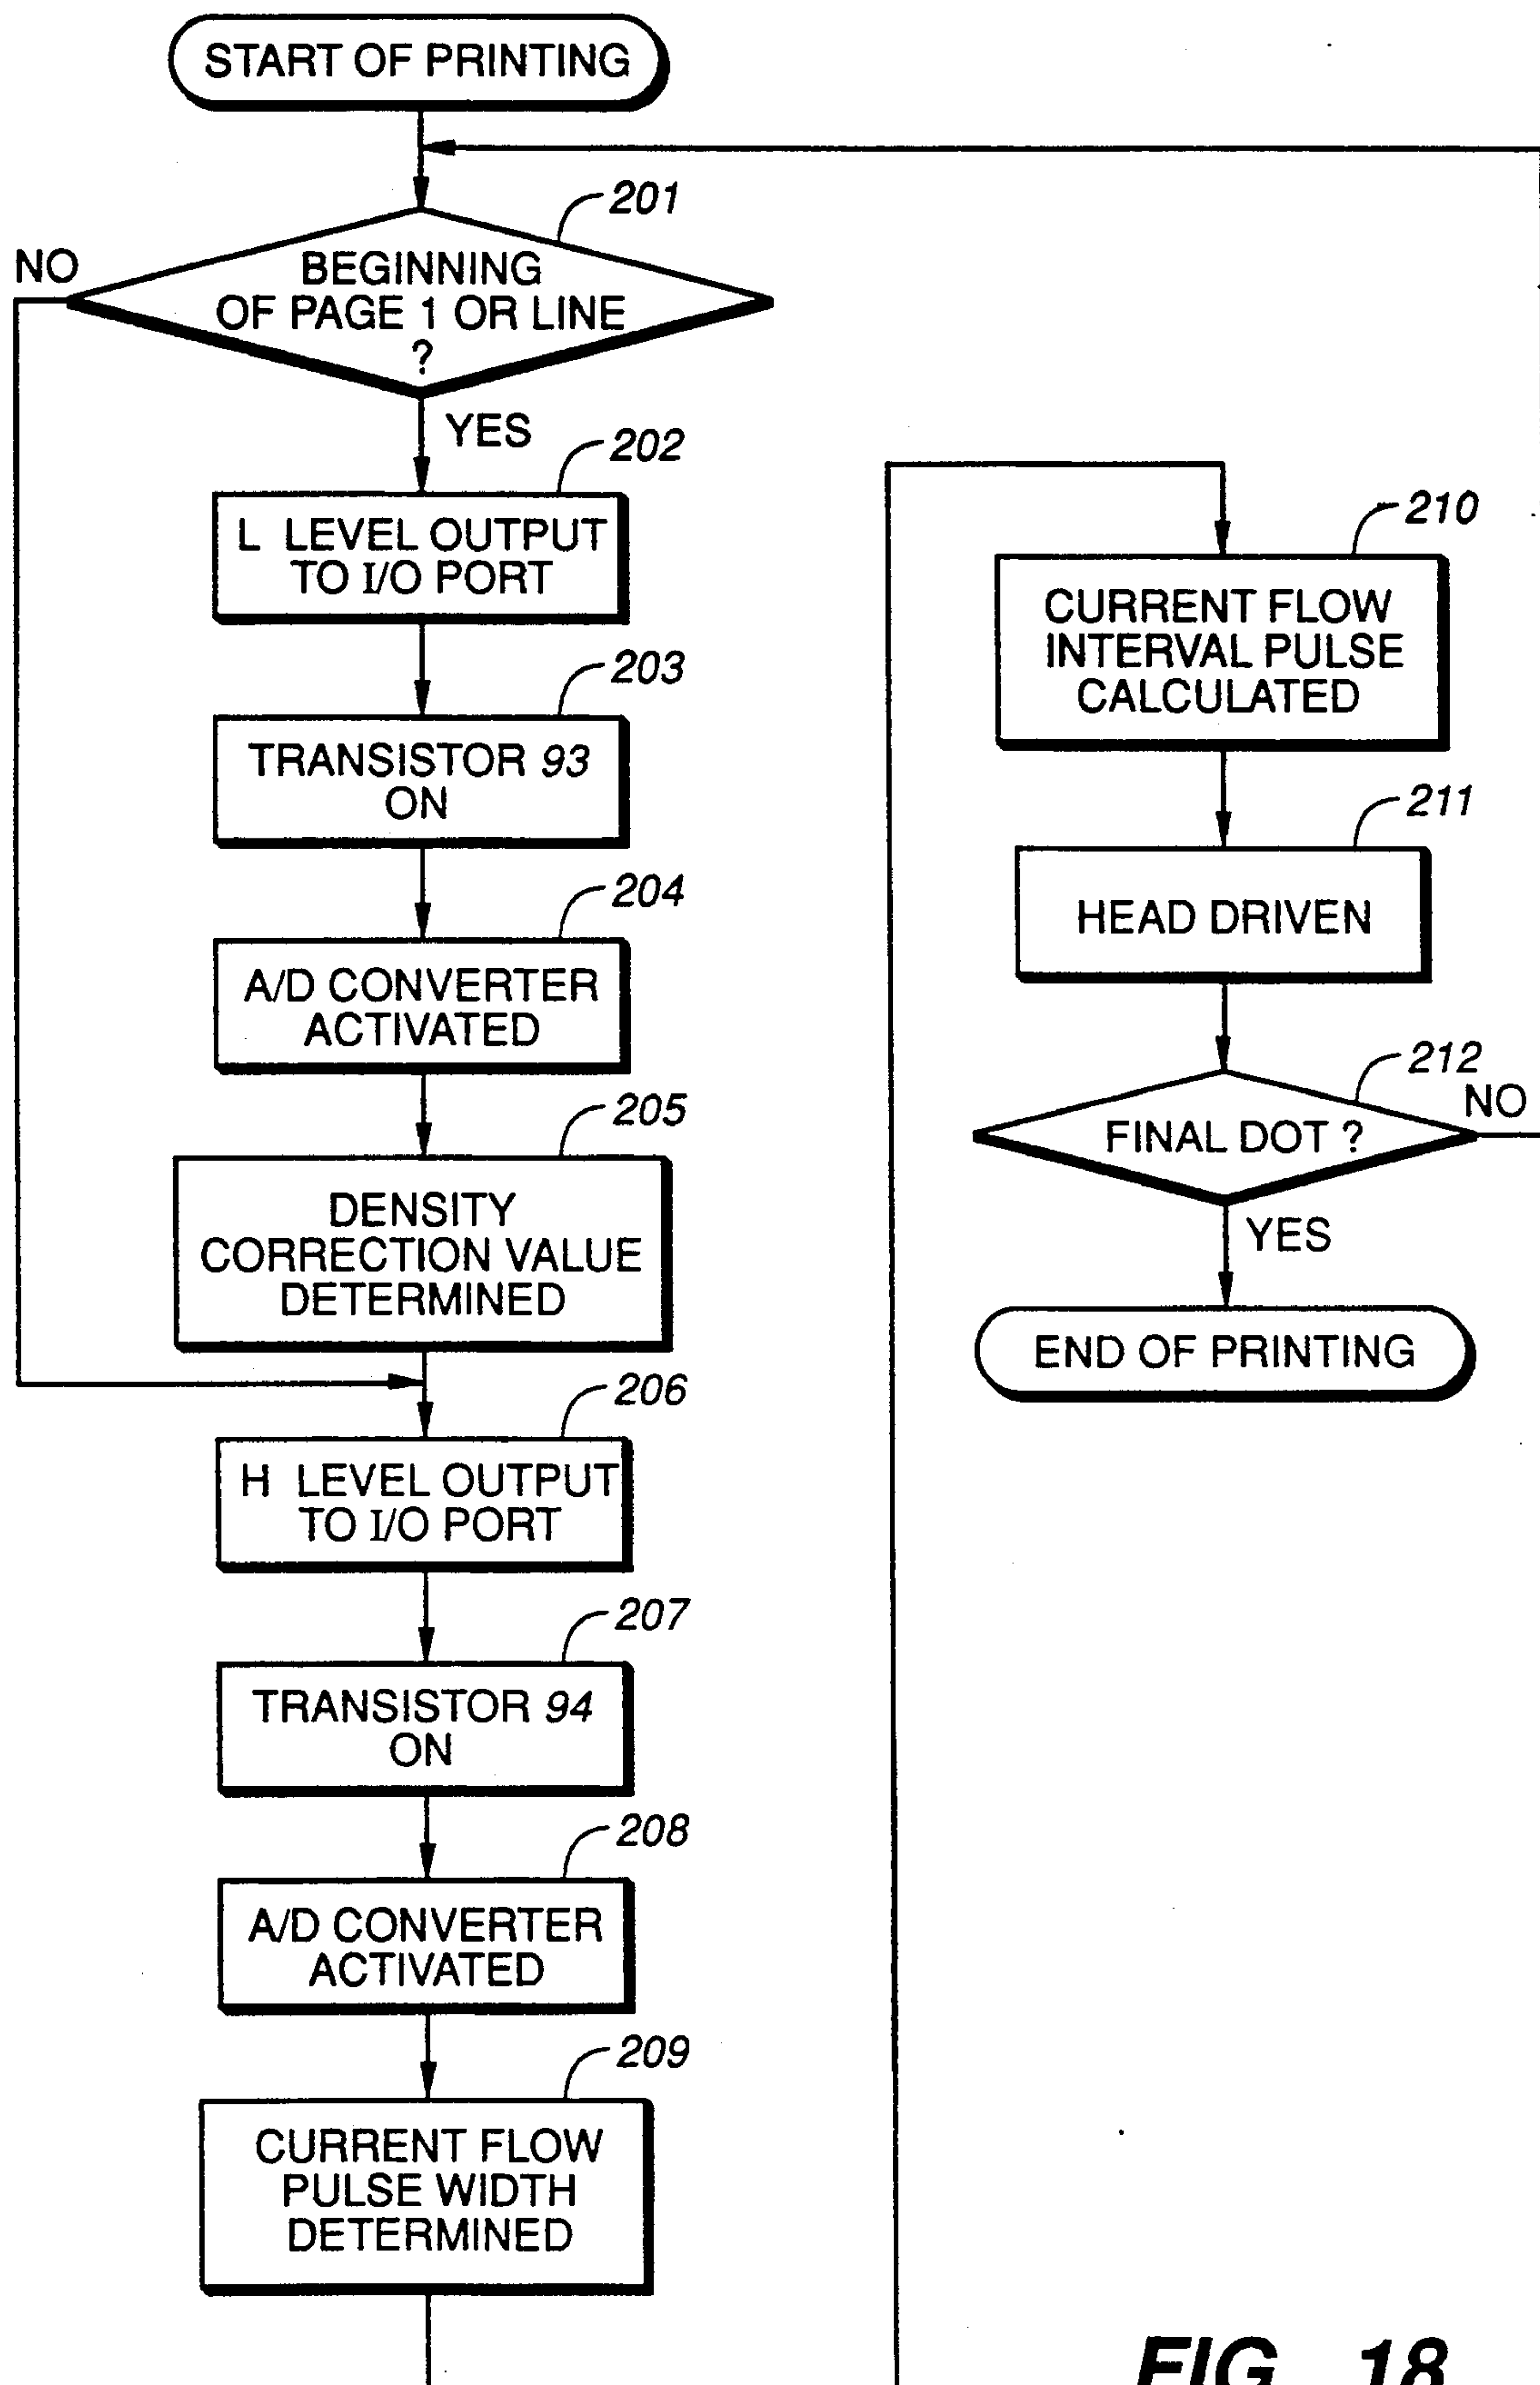 START OF PRINTING
201
NO
BEGINNING
OF PAGE 1 OR LINE
?
YES
202
L LEVEL OUTPUT
TO I/O PORT
203
TRANSISTOR 93
ON
204
A/D CONVERTER
ACTIVATED
205
DENSITY
CORRECTION VALUE
DETERMINED
206
H LEVEL OUTPUT
TO I/O PORT
207
TRANSISTOR 94
ON
208
A/D CONVERTER
ACTIVATED
209
CURRENT FLOW
PULSE WIDTH
DETERMINED
210
CURRENT FLOW
INTERVAL PULSE
CALCULATED
211
HEAD DRIVEN
212
NO
FINAL DOT ?
YES
END OF PRINTING
FIG 18